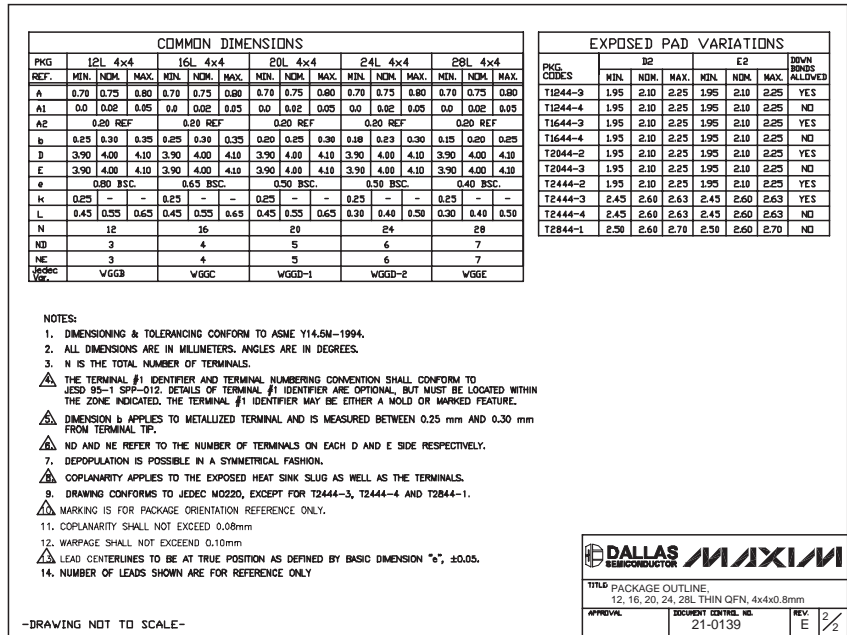 COMMON DIMENSIONS
PKG 12L 4x4 16L 4x4 20L 4x4 24L 4x4 28L 4x4
REF. MIN. NOM. MAX. MIN. NOM. MAX. MIN. NOM. MAX. MIN. NOM. MAX. MIN. NOM. MAX.
A 0.70 0.75 0.80 0.70 0.75 0.80 0.70 0.75 0.80 0.70 0.75 0.80 0.70 0.75 0.80
A1 0.0 0.02 0.05 0.0 0.02 0.05 0.0 0.02 0.05 0.0 0.02 0.05 0.0 0.02 0.05
A2 0.20 REF 0.20 REF 0.20 REF 0.20 REF 0.20 REF
b 0.25 0.30 0.35 0.25 0.30 0.35 0.20 0.25 0.30 0.18 0.23 0.30 0.15 0.20 0.25
D 3.90 4.00 4.10 3.90 4.00 4.10 3.90 4.00 4.10 3.90 4.00 4.10 3.90 4.00 4.10
E 3.90 4.00 4.10 3.90 4.00 4.10 3.90 4.00 4.10 3.90 4.00 4.10 3.90 4.00 4.10
e 0.80 BSC. 0.65 BSC. 0.50 BSC. 0.50 BSC. 0.40 BSC.
k 0.25 - - 0.25 - - 0.25 - - 0.25 - - 0.25 - -
L 0.45 0.55 0.65 0.45 0.55 0.65 0.45 0.55 0.65 0.30 0.40 0.50 0.30 0.40 0.50
N 12 16 20 24 28
ND 3 4 5 6 7
NE 3 4 5 6 7
Jedec Var. WGGB WGGC WGGD-1 WGGD-2 WGGE
EXPOSED PAD VARIATIONS
PKG. CODES D2 E2 DOWN BONDS ALLOWED
MIN. NOM. MAX. MIN. NOM. MAX.
T1244-3 1.95 2.10 2.25 1.95 2.10 2.25 YES
T1244-4 1.95 2.10 2.25 1.95 2.10 2.25 NO
T1644-3 1.95 2.10 2.25 1.95 2.10 2.25 YES
T1644-4 1.95 2.10 2.25 1.95 2.10 2.25 NO
T2044-2 1.95 2.10 2.25 1.95 2.10 2.25 YES
T2044-3 1.95 2.10 2.25 1.95 2.10 2.25 NO
T2444-2 1.95 2.10 2.25 1.95 2.10 2.25 YES
T2444-3 2.45 2.60 2.63 2.45 2.60 2.63 YES
T2444-4 2.45 2.60 2.63 2.45 2.60 2.63 NO
T2844-1 2.50 2.60 2.70 2.50 2.60 2.70 NO
NOTES:
1. DIMENSIONING & TOLERANCING CONFORM TO ASME Y14.5M-1994.
2. ALL DIMENSIONS ARE IN MILLIMETERS. ANGLES ARE IN DEGREES.
3. N IS THE TOTAL NUMBER OF TERMINALS.
4. THE TERMINAL #1 IDENTIFIER AND TERMINAL NUMBERING CONVENTION SHALL CONFORM TO
JESD 95-1 SPP-012. DETAILS OF TERMINAL #1 IDENTIFIER ARE OPTIONAL, BUT MUST BE LOCATED WITHIN
THE ZONE INDICATED. THE TERMINAL #1 IDENTIFIER MAY BE EITHER A MOLD OR MARKED FEATURE.
5. DIMENSION b APPLIES TO METALLIZED TERMINAL AND IS MEASURED BETWEEN 0.25 mm AND 0.30 mm
FROM TERMINAL TIP.
6. ND AND NE REFER TO THE NUMBER OF TERMINALS ON EACH D AND E SIDE RESPECTIVELY.
7. DEPOPULATION IS POSSIBLE IN A SYMMETRICAL FASHION.
8. COPLANARITY APPLIES TO THE EXPOSED HEAT SINK SLUG AS WELL AS THE TERMINALS.
9. DRAWING CONFORMS TO JEDEC MO220, EXCEPT FOR T2444-3, T2444-4 AND T2844-1.
10. MARKING IS FOR PACKAGE ORIENTATION REFERENCE ONLY.
11. COPLANARITY SHALL NOT EXCEED 0.08mm
12. WARPAGE SHALL NOT EXCEEND 0.10mm
13. LEAD CENTERLINES TO BE AT TRUE POSITION AS DEFINED BY BASIC DIMENSION "e", ±0.05.
14. NUMBER OF LEADS SHOWN ARE FOR REFERENCE ONLY
-DRAWING NOT TO SCALE-
DALLAS SEMICONDUCTOR MAXIM
TITLE: PACKAGE OUTLINE,
12, 16, 20, 24, 28L THIN QFN, 4x4x0.8mm
APPROVAL DOCUMENT CONTROL NO. REV.
21-0139 E 2/2